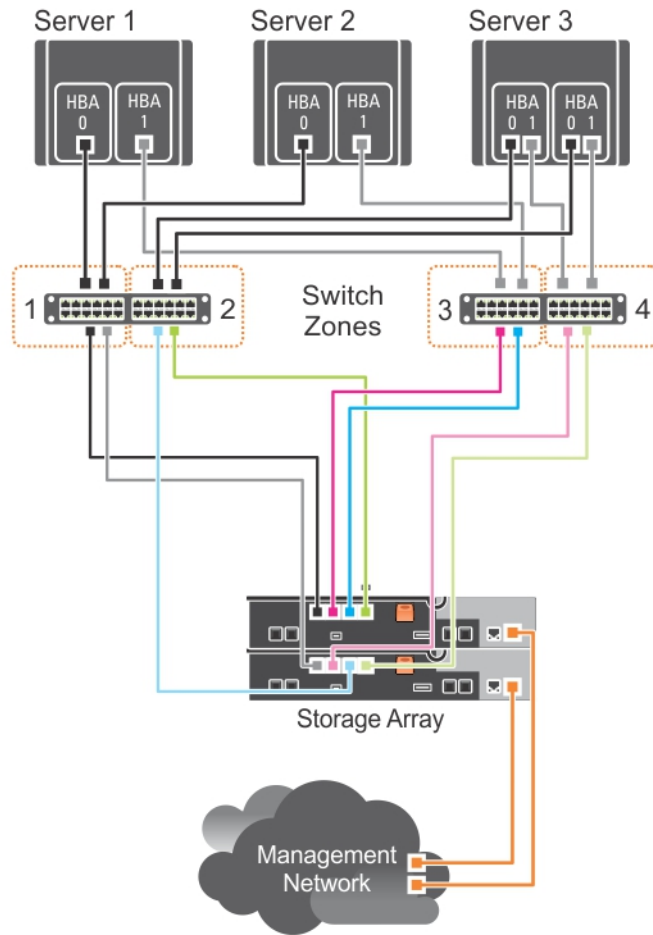 Server 1
Server 2
Server 3
HBA
0
HBA
1
HBA
0
HBA
1
HBA
0 1
HBA
0 1
1
2
Switch
Zones
3
4
Storage Array
Management
Network